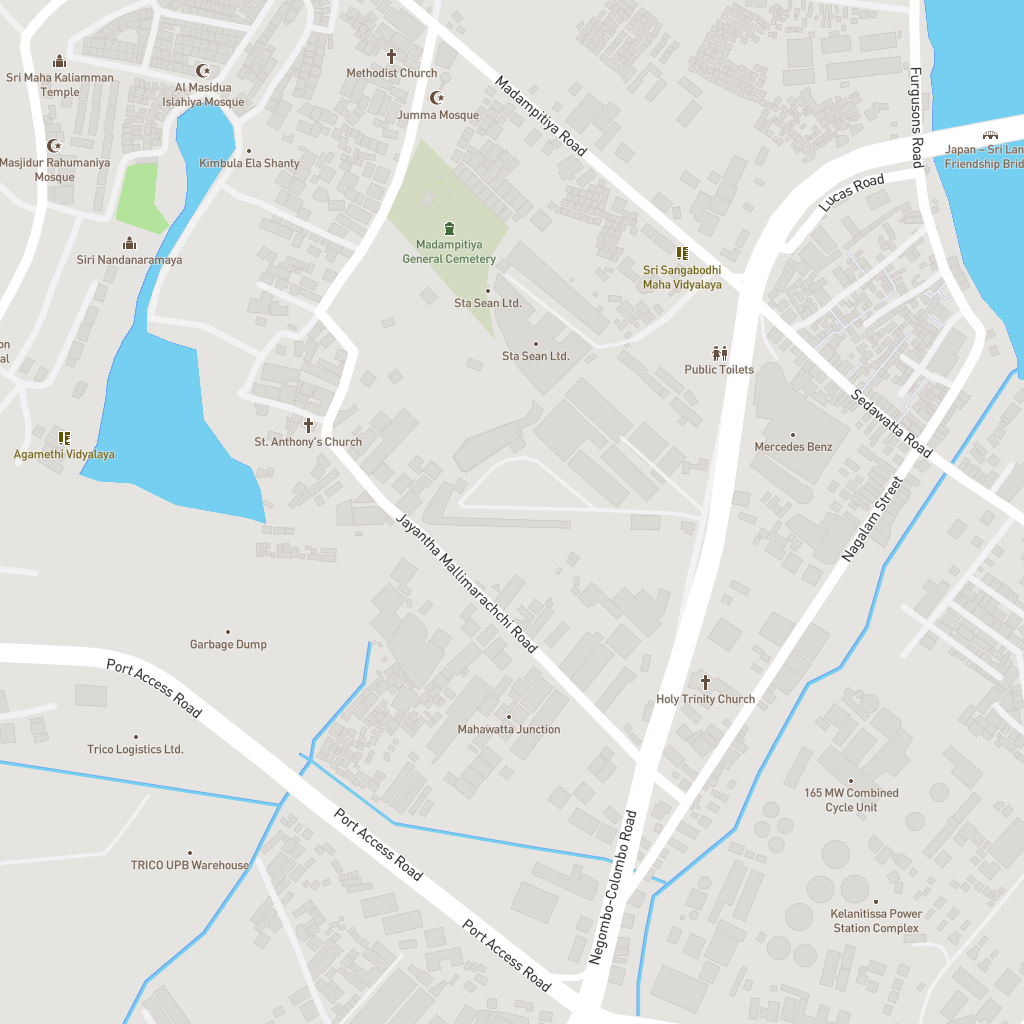 Methodist Church
Sri Maha Kaliamman
Temple
Al Masidua
Islahiya Mosque
Jumma Mosque
Madampitiya Road
Furgusons Road
Japan – Sri Lan
Friendship Brid
Masjidur Rahumaniya
Mosque
Kimbula Ela Shanty
Lucas Road
Siri Nandanaramaya
Madampitiya
General Cemetery
Sri Sangabodhi
Maha Vidyalaya
Sta Sean Ltd.
on
al
Sta Sean Ltd.
Public Toilets
Sedawatta Road
St. Anthony's Church
Mercedes Benz
Agamethi Vidyalaya
Nagalam Street
Jayantha Mallimarachchi Road
Garbage Dump
Port Access Road
Holy Trinity Church
Mahawatta Junction
Trico Logistics Ltd.
165 MW Combined
Cycle Unit
Port Access Road
TRICO UPB Warehouse
Negombo-Colombo Road
Kelanitissa Power
Station Complex
Port Access Road